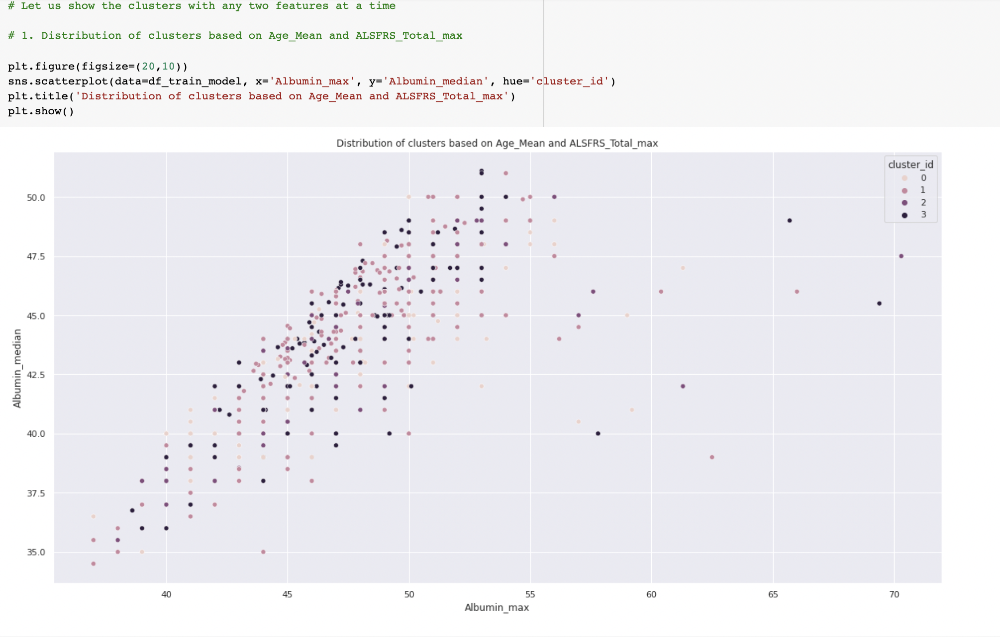 # Let us show the clusters with any two features at a time
# 1. Distribution of clusters based on Age_Mean and ALSFRS_Total_max
plt.figure(figsize=(20,10))
sns.scatterplot(data=df_train_model, x='Albumin_max', y='Albumin_median', hue='cluster_id')
plt.title('Distribution of clusters based on Age_Mean and ALSFRS_Total_max')
plt.show()
Distribution of clusters based on Age_Mean and ALSFRS_Total_max
cluster_id
0
1
2
3
50.0
47.5
45.0
42.5
40.0
37.5
35.0
Albumin_median
40 45 50 55 60 65 70
Albumin_max